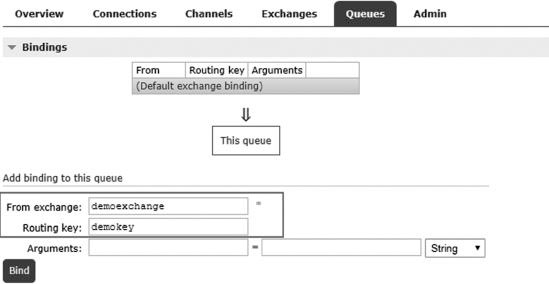 Overview Connections Channels Exchanges Queues Admin
Bindings
From Routing key Arguments
(Default exchange binding)
⇓
This queue
Add binding to this queue
From exchange: demoexchange *
Routing key: demokey
Arguments: = String
Bind